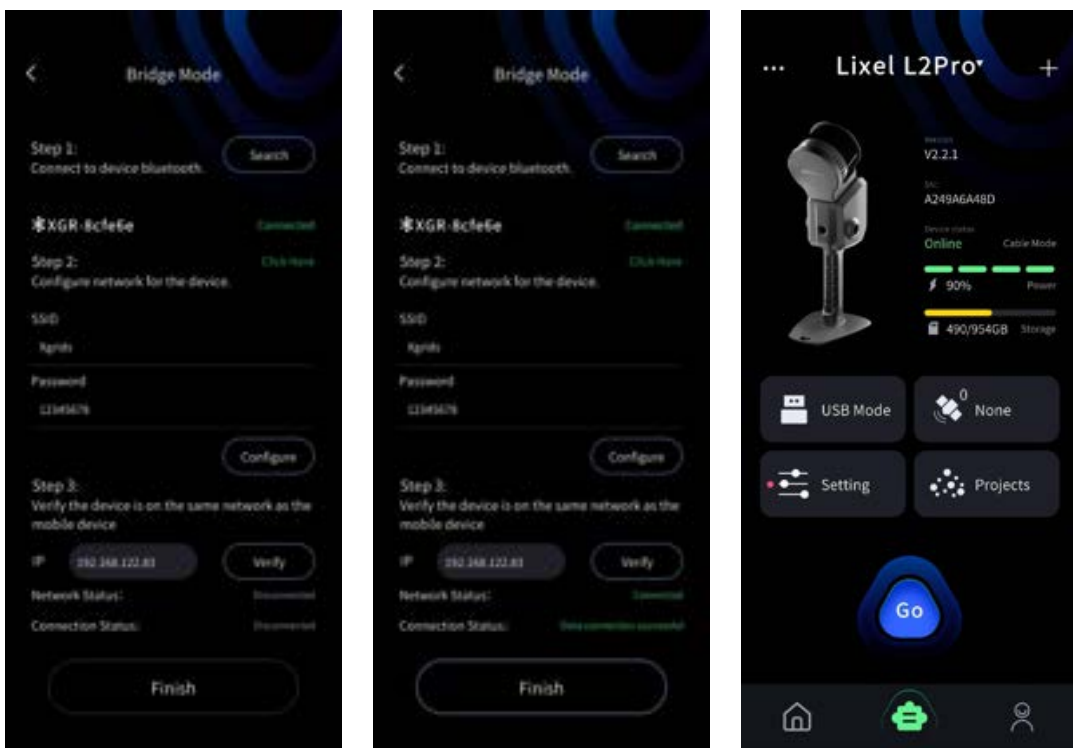 Bridge Mode
Step 1:
Connect to device bluetooth.
Search
XGR-8cfe6e
Connected
Step 2:
Click Here
Configure network for the device.
SSID
Xgrids
Password
12345678
Configure
Step 3:
Verify the device is on the same network as the
mobile device
IP
192.168.122.83
Verify
Network Status:
Disconnected
Connection Status:
Disconnected
Finish
Bridge Mode
Step 1:
Connect to device bluetooth.
Search
XGR-8cfe6e
Connected
Step 2:
Click Here
Configure network for the device.
SSID
Xgrids
Password
12345678
Configure
Step 3:
Verify the device is on the same network as the
mobile device
IP
192.168.122.83
Verify
Network Status:
Connected
Connection Status:
Data connection successful
Finish
Lixel L2Pro
Version
V2.2.1
SN:
A249A6A48D
Device status
Online Cable Mode
90% Power
490/954GB Storage
USB Mode
0
None
Setting
Projects
Go